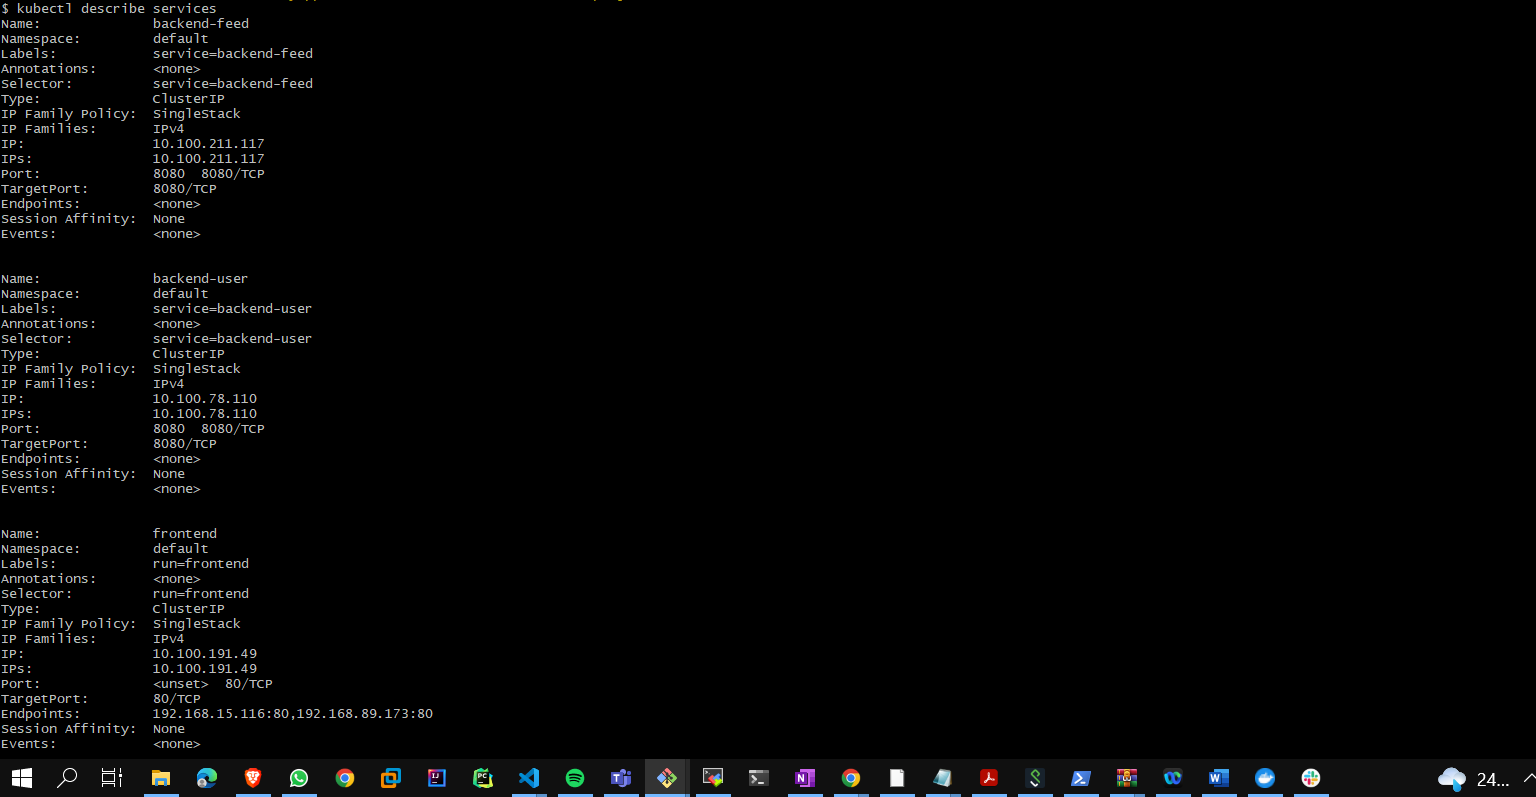 $ kubectl describe services
Name:              backend-feed
Namespace:         default
Labels:            service=backend-feed
Annotations:       <none>
Selector:          service=backend-feed
Type:              ClusterIP
IP Family Policy:  SingleStack
IP Families:       IPv4
IP:                10.100.211.117
IPs:               10.100.211.117
Port:              8080  8080/TCP
TargetPort:        8080/TCP
Endpoints:         <none>
Session Affinity:  None
Events:            <none>
Name:              backend-user
Namespace:         default
Labels:            service=backend-user
Annotations:       <none>
Selector:          service=backend-user
Type:              ClusterIP
IP Family Policy:  SingleStack
IP Families:       IPv4
IP:                10.100.78.110
IPs:               10.100.78.110
Port:              8080  8080/TCP
TargetPort:        8080/TCP
Endpoints:         <none>
Session Affinity:  None
Events:            <none>
Name:              frontend
Namespace:         default
Labels:            run=frontend
Annotations:       <none>
Selector:          run=frontend
Type:              ClusterIP
IP Family Policy:  SingleStack
IP Families:       IPv4
IP:                10.100.191.49
IPs:               10.100.191.49
Port:              <unset>  80/TCP
TargetPort:        80/TCP
Endpoints:         192.168.15.116:80,192.168.89.173:80
Session Affinity:  None
Events:            <none>
24...